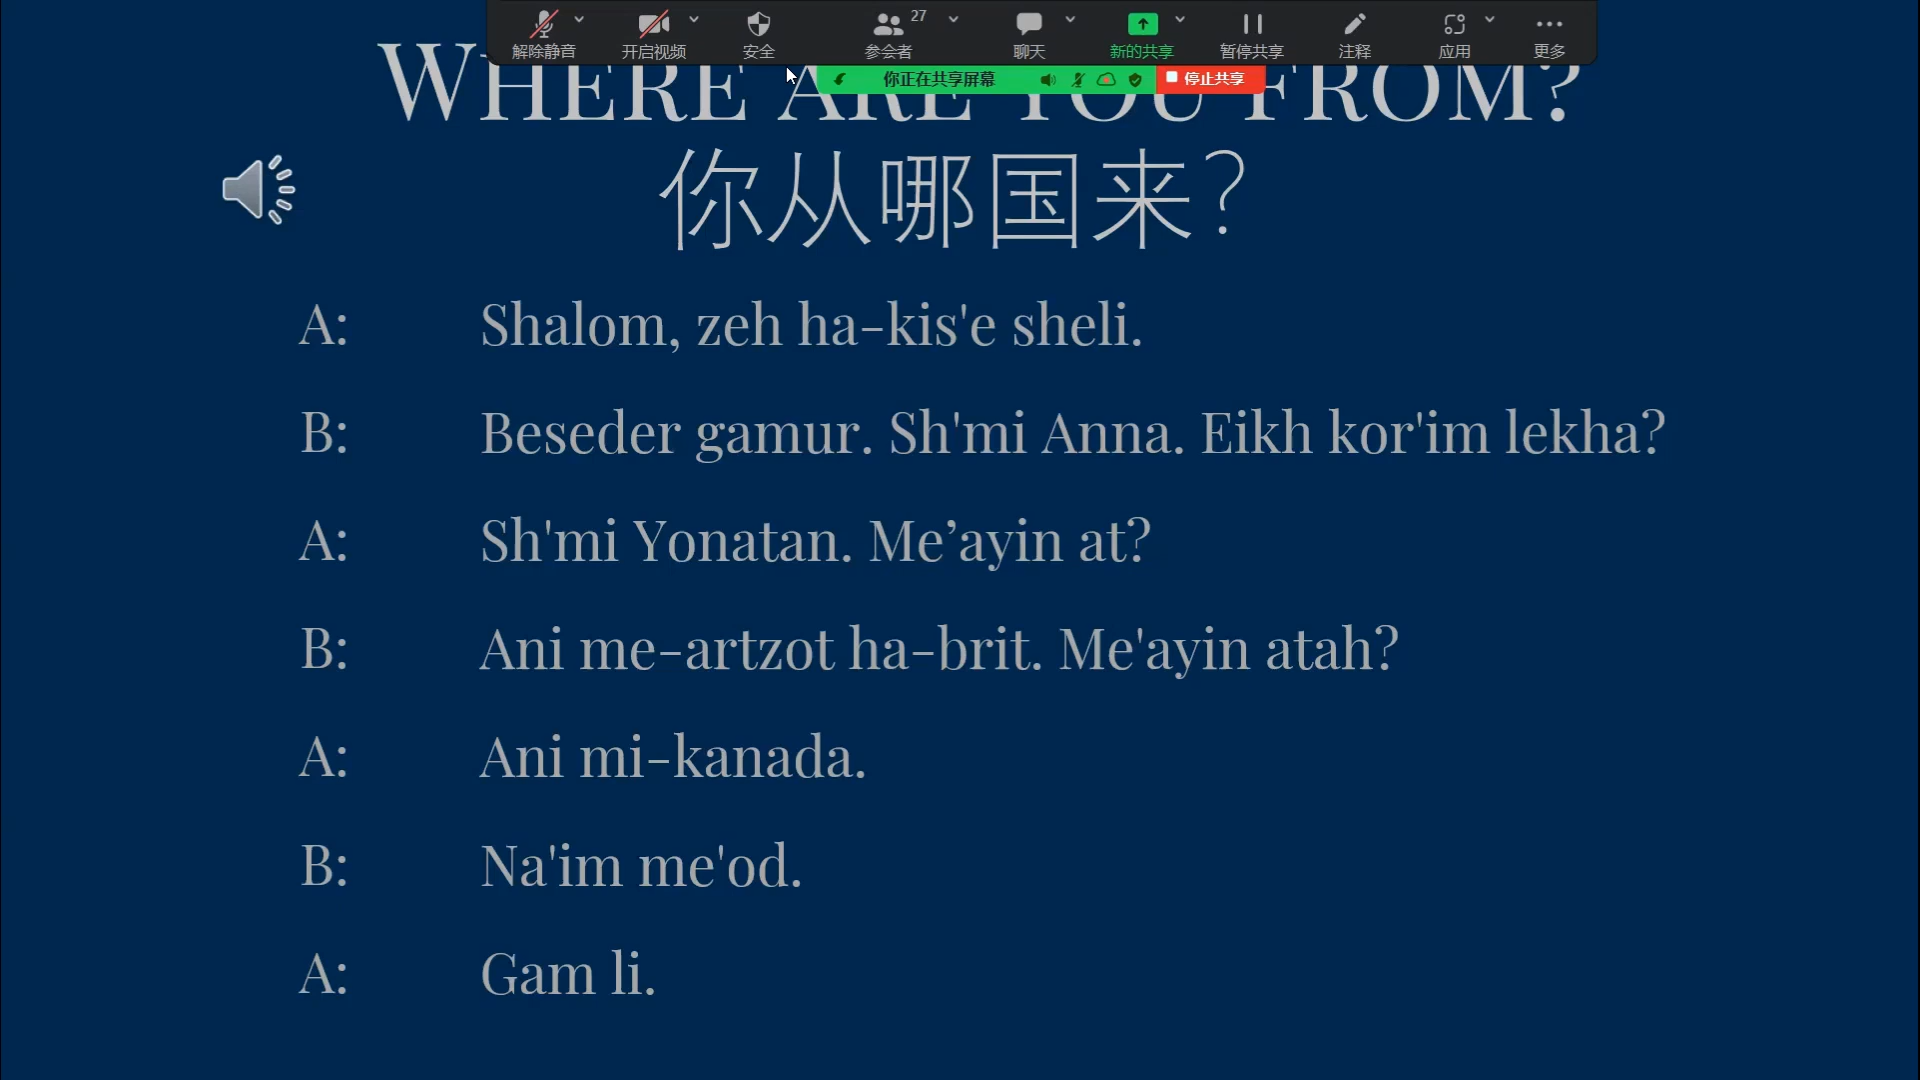 解除静音
开启视频
安全
参会者 27
聊天
新的共享
暂停共享
注释
应用
更多
你正在共享屏幕
停止共享
WHERE ARE YOU FROM?
你从哪国来?
A: Shalom, zeh ha-kis'e sheli.
B: Beseder gamur. Sh'mi Anna. Eikh kor'im lekha?
A: Sh'mi Yonatan. Me’ayin at?
B: Ani me-artzot ha-brit. Me'ayin atah?
A: Ani mi-kanada.
B: Na'im me'od.
A: Gam li.